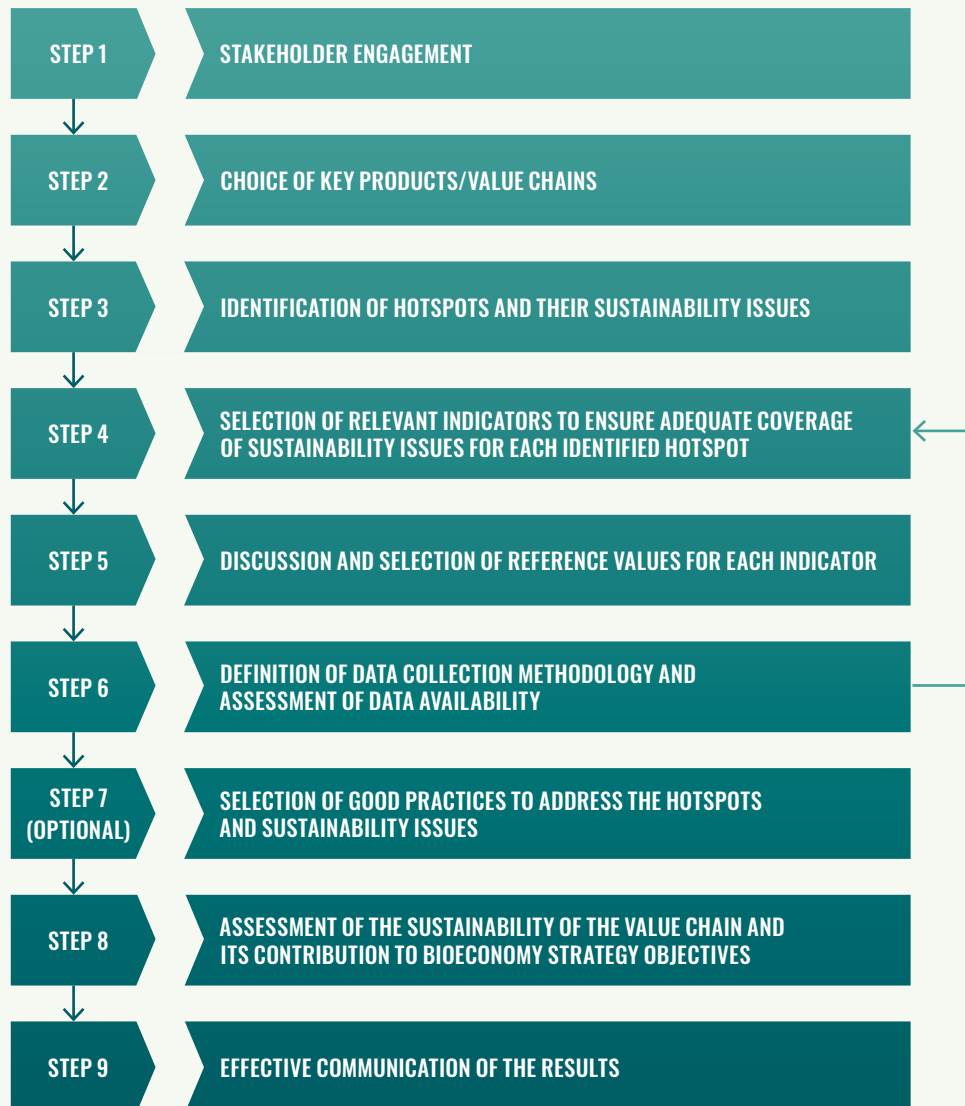 STEP 1
STAKEHOLDER ENGAGEMENT
STEP 2
CHOICE OF KEY PRODUCTS/VALUE CHAINS
STEP 3
IDENTIFICATION OF HOTSPOTS AND THEIR SUSTAINABILITY ISSUES
STEP 4
SELECTION OF RELEVANT INDICATORS TO ENSURE ADEQUATE COVERAGE
OF SUSTAINABILITY ISSUES FOR EACH IDENTIFIED HOTSPOT
STEP 5
DISCUSSION AND SELECTION OF REFERENCE VALUES FOR EACH INDICATOR
STEP 6
DEFINITION OF DATA COLLECTION METHODOLOGY AND
ASSESSMENT OF DATA AVAILABILITY
STEP 7
(OPTIONAL)
SELECTION OF GOOD PRACTICES TO ADDRESS THE HOTSPOTS
AND SUSTAINABILITY ISSUES
STEP 8
ASSESSMENT OF THE SUSTAINABILITY OF THE VALUE CHAIN AND
ITS CONTRIBUTION TO BIOECONOMY STRATEGY OBJECTIVES
STEP 9
EFFECTIVE COMMUNICATION OF THE RESULTS